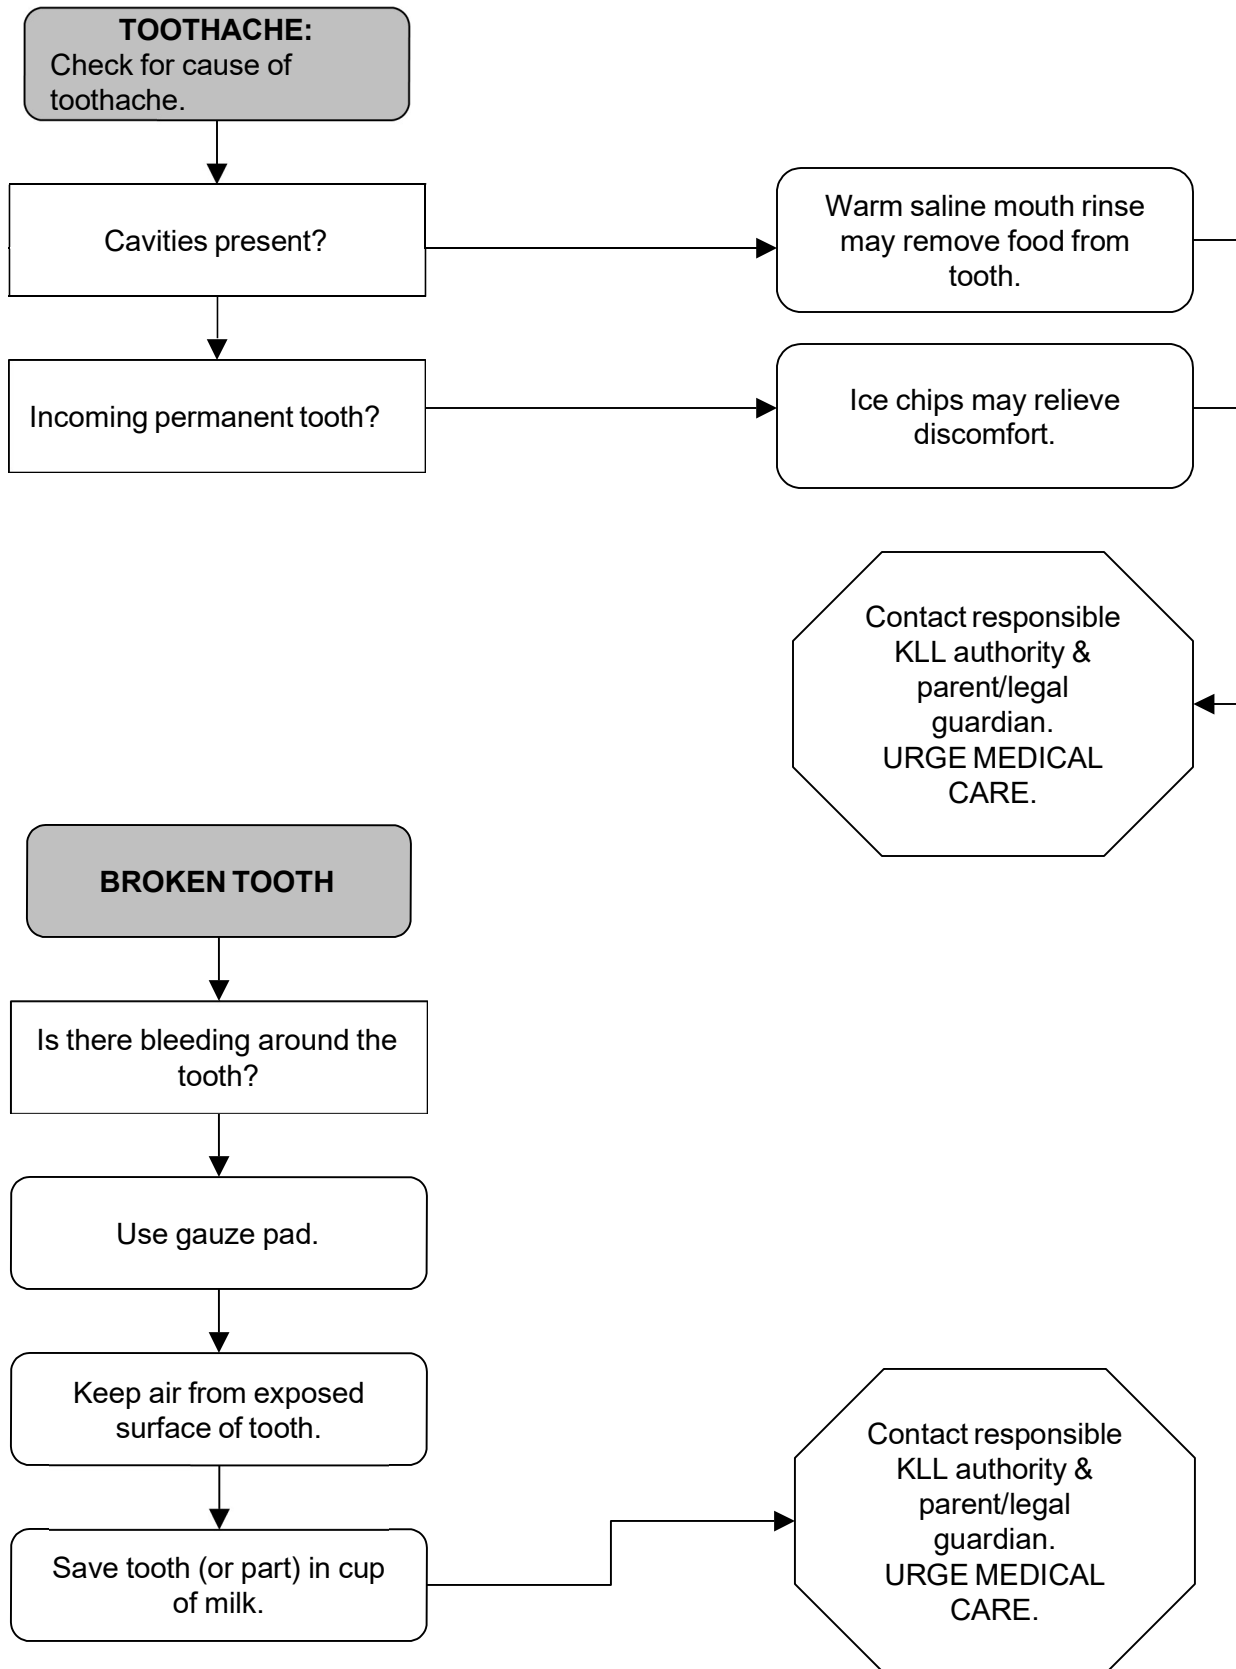 TOOTHACHE:
Check for cause of
toothache.
Cavities present?
Warm saline mouth rinse
may remove food from
tooth.
Incoming permanent tooth?
Ice chips may relieve
discomfort.
Contact responsible
KLL authority &
parent/legal
guardian.
URGE MEDICAL
CARE.
BROKEN TOOTH
Is there bleeding around the
tooth?
Use gauze pad.
Keep air from exposed
surface of tooth.
Save tooth (or part) in cup
of milk.
Contact responsible
KLL authority &
parent/legal
guardian.
URGE MEDICAL
CARE.